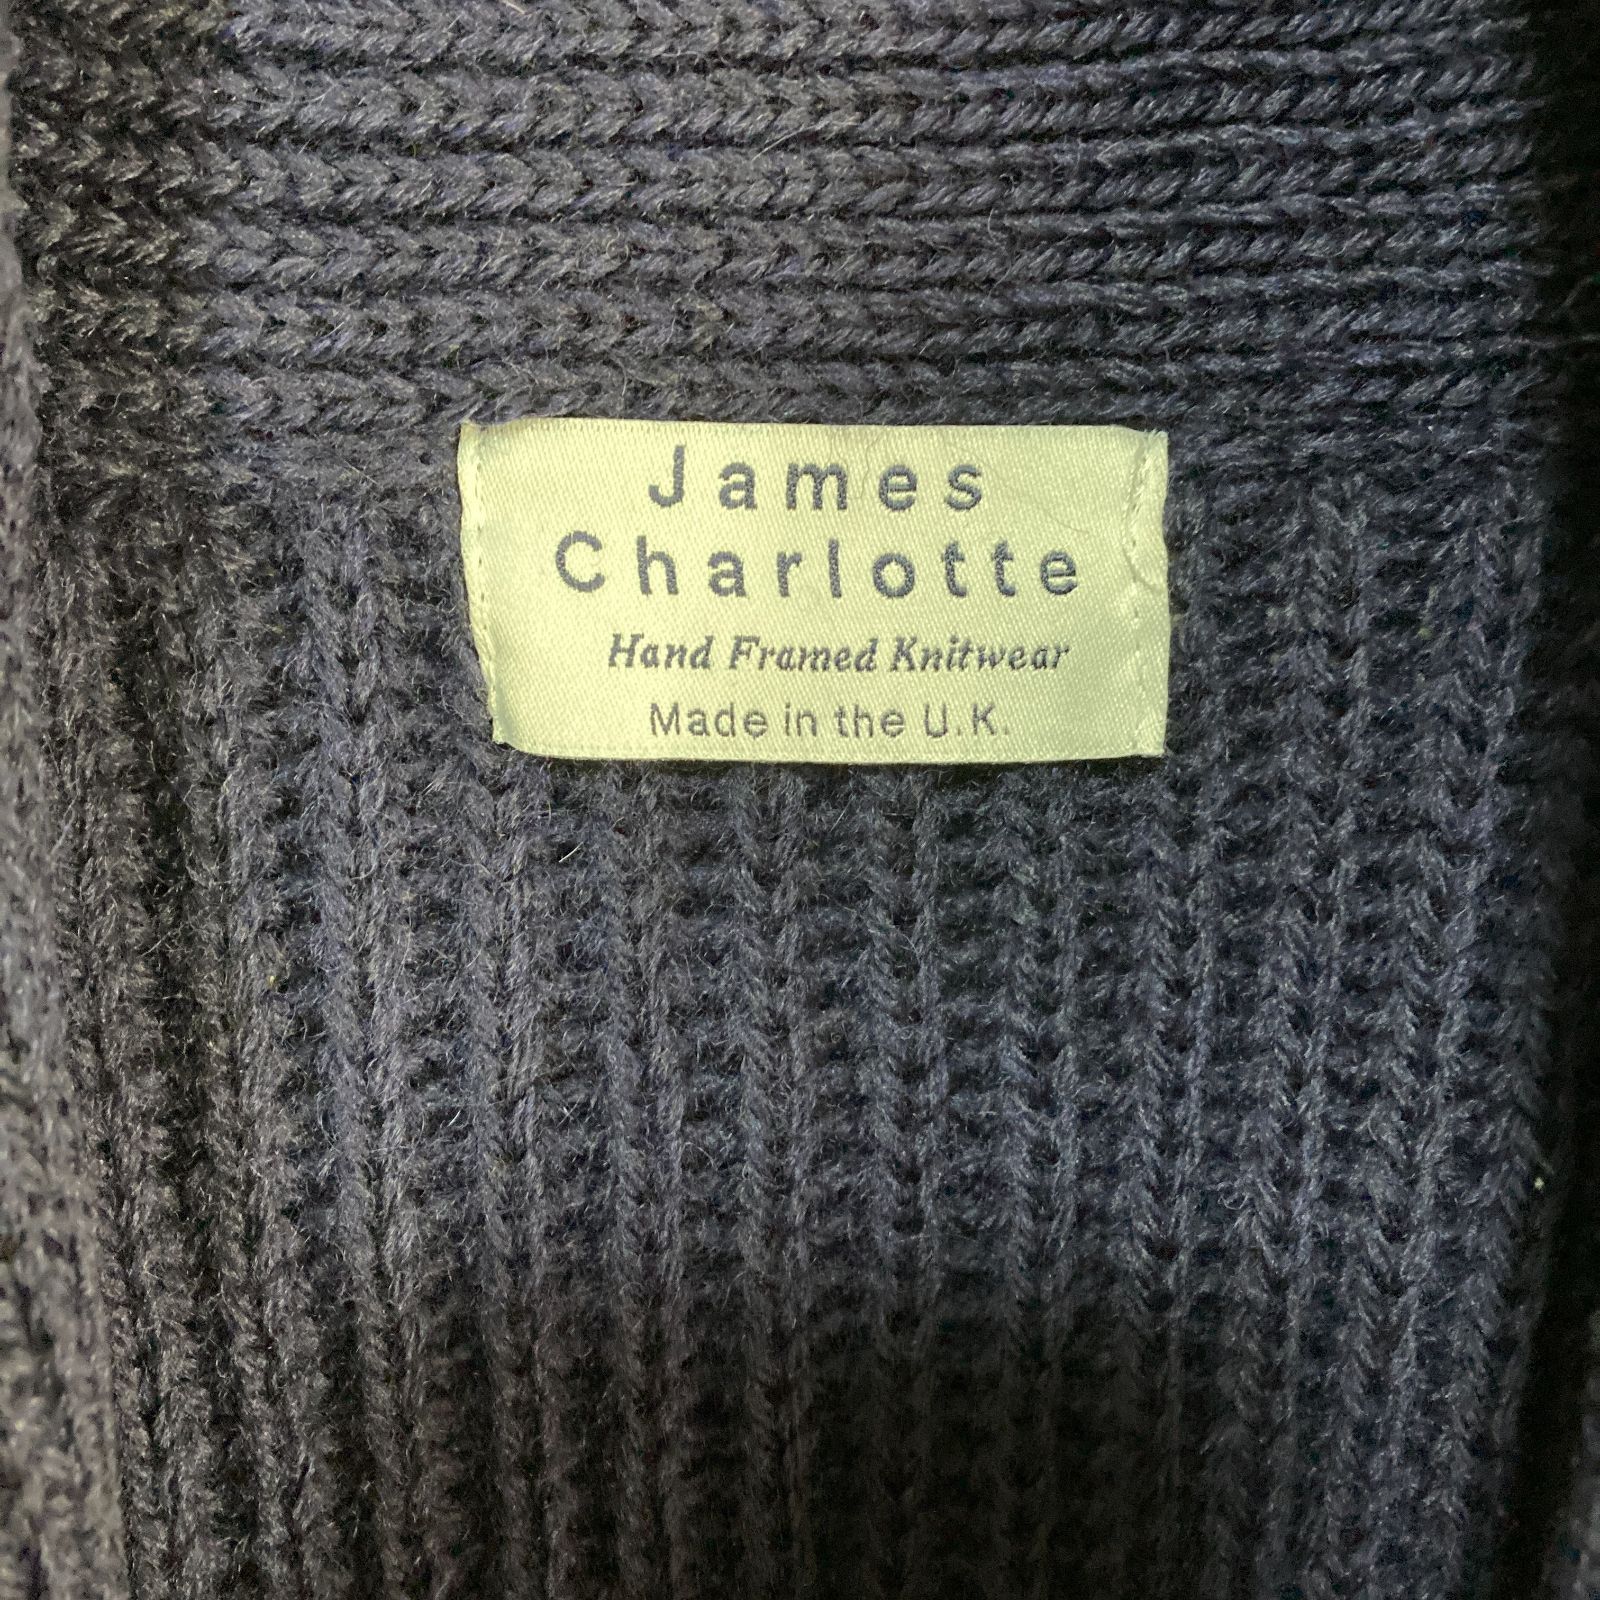 James
Charlotte
Hand Framed Knitwear
Made in the U.K.